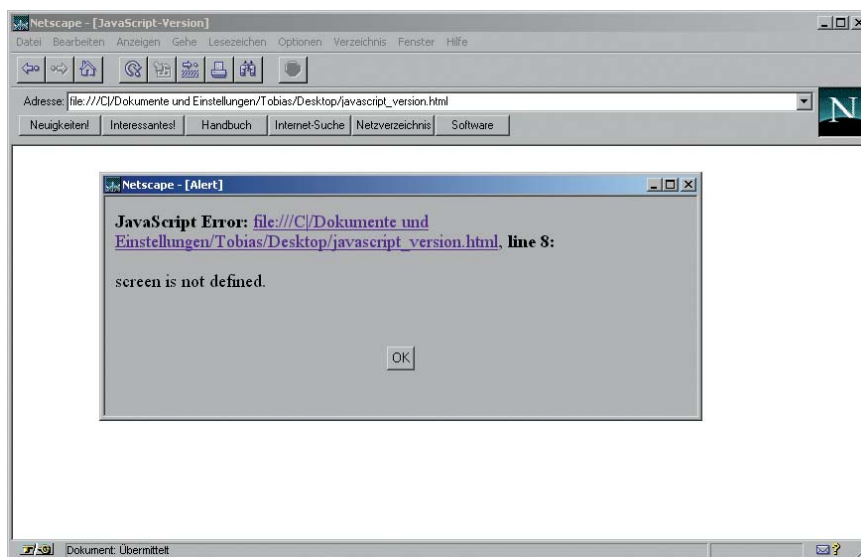 Netscape - [JavaScript-Version]
Datei Bearbeiten Anzeigen Gehe Lesezeichen Optionen Verzeichnis Fenster Hilfe
Adresse: file:///C|/Dokumente und Einstellungen/Tobias/Desktop/javascript_version.html
N
Neuigkeiten! Interessantes! Handbuch Internet-Suche Netzverzeichnis Software
Netscape - [Alert]
JavaScript Error: file:///C|/Dokumente und
Einstellungen/Tobias/Desktop/javascript_version.html, line 8:
screen is not defined.
OK
Dokument: Übermittelt
?